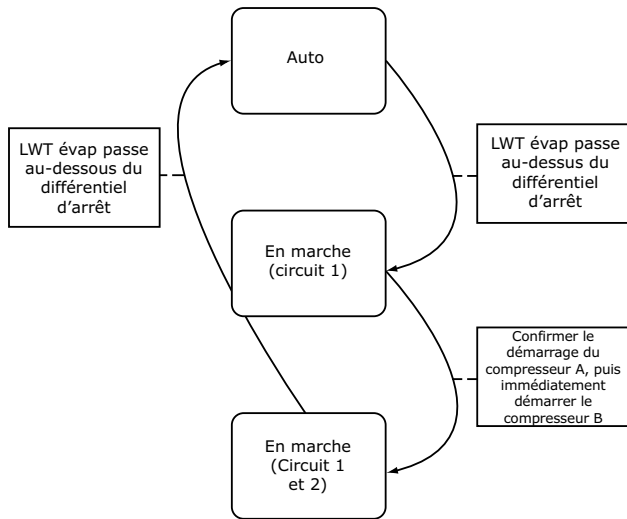 Auto
LWT évap passe
au-dessous du
différentiel
d'arrêt
LWT évap passe
au-dessus du
différentiel
d'arrêt
En marche
(circuit 1)
Confirmer le
démarrage du
compresseur A, puis
immédiatement
démarrer le
compresseur B
En marche
(Circuit 1
et 2)